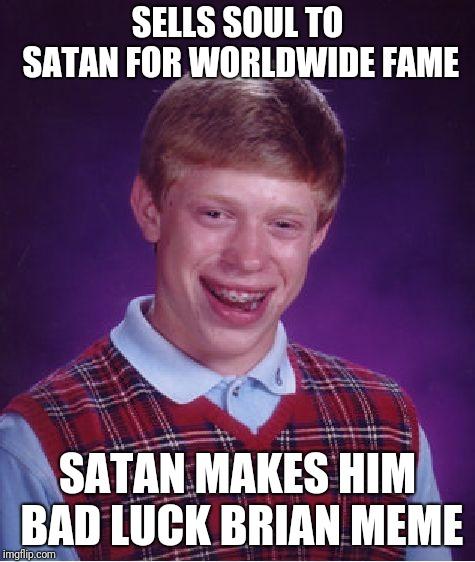 SELLS SOUL TO
SATAN FOR WORLDWIDE FAME
SATAN MAKES HIM
BAD LUCK BRIAN MEME
imgflip.com